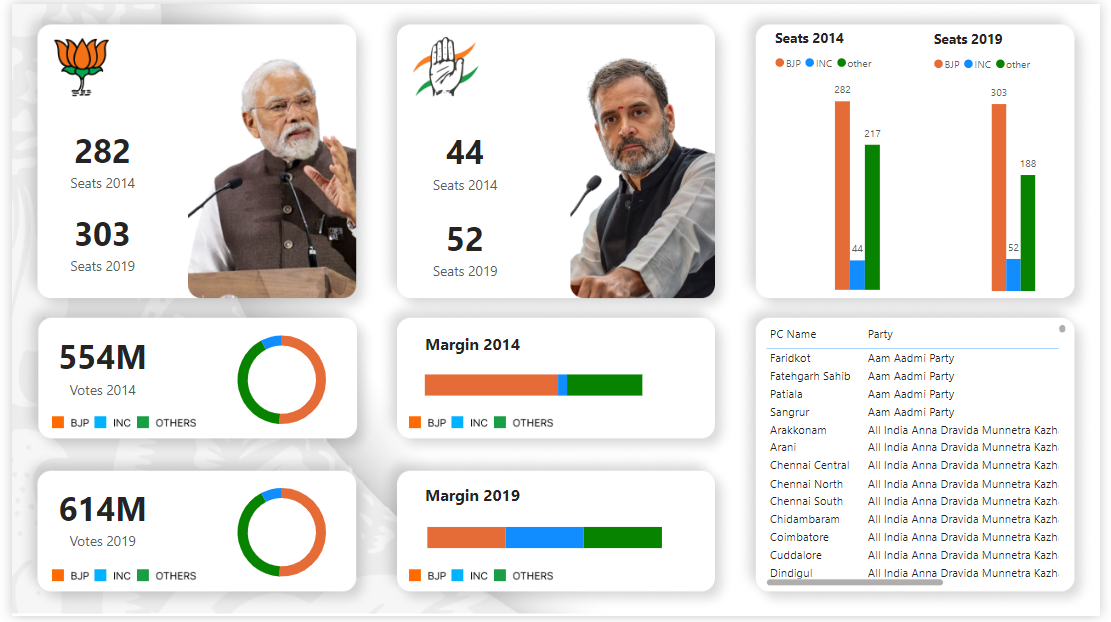 282
Seats 2014
303
Seats 2019
44
Seats 2014
52
Seats 2019
Seats 2014
BJP INC other
282
44
217
Seats 2019
BJP INC other
303
52
188
554M
Votes 2014
BJP INC OTHERS
Margin 2014
BJP INC OTHERS
614M
Votes 2019
BJP INC OTHERS
Margin 2019
BJP INC OTHERS
PC Name Party
Faridkot Aam Aadmi Party
Fatehgarh Sahib Aam Aadmi Party
Patiala Aam Aadmi Party
Sangrur Aam Aadmi Party
Arakkonam All India Anna Dravida Munnetra Kazh
Arani All India Anna Dravida Munnetra Kazh
Chennai Central All India Anna Dravida Munnetra Kazh
Chennai North All India Anna Dravida Munnetra Kazh
Chennai South All India Anna Dravida Munnetra Kazh
Chidambaram All India Anna Dravida Munnetra Kazh
Coimbatore All India Anna Dravida Munnetra Kazh
Cuddalore All India Anna Dravida Munnetra Kazh
Dindigul All India Anna Dravida Munnetra Kazh